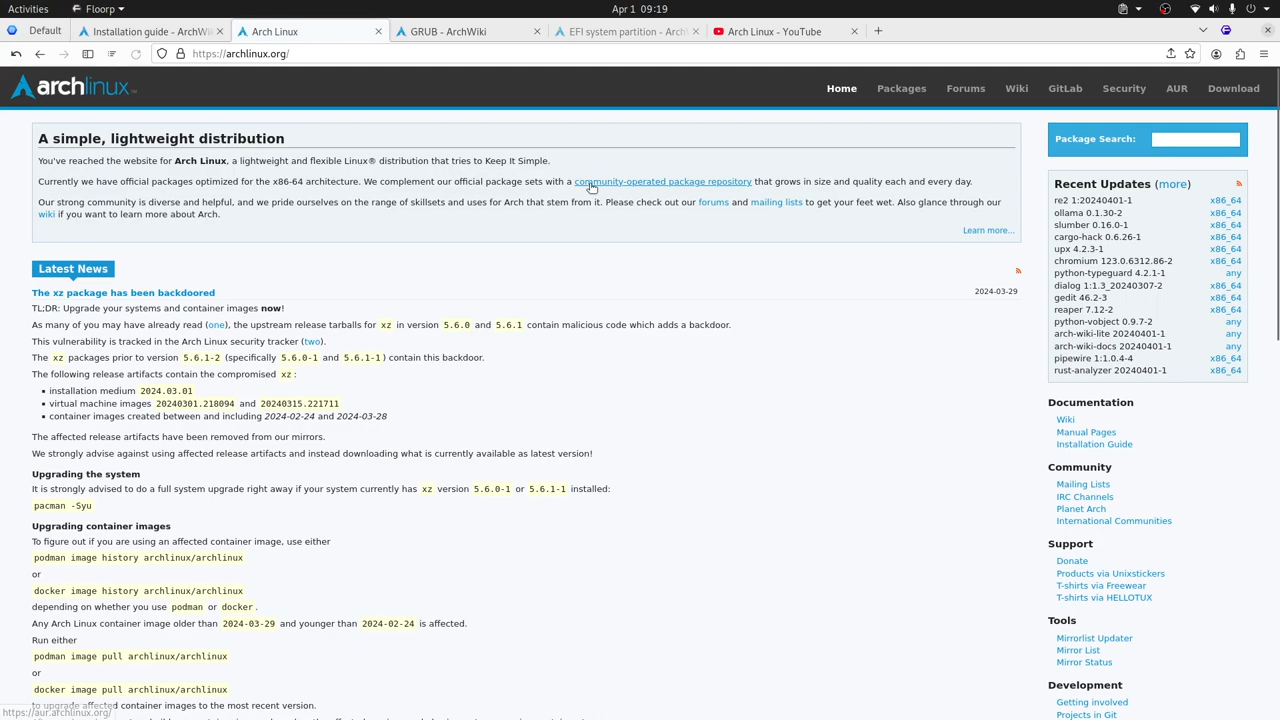 Activities
Floorp
Apr 1 09:19
Default
Installation guide - ArchWi
Arch Linux
GRUB - ArchWiki
EFI system partition - Arch
Arch Linux - YouTube
https://archlinux.org/
archlinux
Home Packages Forums Wiki GitLab Security AUR Download
A simple, lightweight distribution
You've reached the website for Arch Linux, a lightweight and flexible Linux® distribution that tries to Keep It Simple.
Currently we have official packages optimized for the x86-64 architecture. We complement our official package sets with a community-operated package repository that grows in size and quality each and every day.
Our strong community is diverse and helpful, and we pride ourselves on the range of skillsets and uses for Arch that stem from it. Please check out our forums and mailing lists to get your feet wet. Also glance through our
wiki if you want to learn more about Arch.
Learn more...
Latest News
The xz package has been backdoored
2024-03-29
TL;DR: Upgrade your systems and container images now!
As many of you may have already read (one), the upstream release tarballs for xz in version 5.6.0 and 5.6.1 contain malicious code which adds a backdoor.
This vulnerability is tracked in the Arch Linux security tracker (two).
The xz packages prior to version 5.6.1-2 (specifically 5.6.0-1 and 5.6.1-1) contain this backdoor.
The following release artifacts contain the compromised xz:
▪ installation medium 2024.03.01
▪ virtual machine images 20240301.218094 and 20240315.221711
▪ container images created between and including 2024-02-24 and 2024-03-28
The affected release artifacts have been removed from our mirrors.
We strongly advise against using affected release artifacts and instead downloading what is currently available as latest version!
Upgrading the system
It is strongly advised to do a full system upgrade right away if your system currently has xz version 5.6.0-1 or 5.6.1-1 installed:
pacman -Syu
Upgrading container images
To figure out if you are using an affected container image, use either
podman image history archlinux/archlinux
or
docker image history archlinux/archlinux
depending on whether you use podman or docker.
Any Arch Linux container image older than 2024-03-29 and younger than 2024-02-24 is affected.
Run either
podman image pull archlinux/archlinux
or
docker image pull archlinux/archlinux
to upgrade affected container images to the most recent version.
https://aur.archlinux.org/
Package Search:
Recent Updates (more)
re2 1:20240401-1 x86_64
ollama 0.1.30-2 x86_64
slumber 0.16.0-1 x86_64
cargo-hack 0.6.26-1 x86_64
upx 4.2.3-1 x86_64
chromium 123.0.6312.86-2 x86_64
python-typeguard 4.2.1-1 any
dialog 1:1.3_20240307-2 x86_64
gedit 46.2-3 x86_64
reaper 7.12-2 x86_64
python-vobject 0.9.7-2 any
arch-wiki-lite 20240401-1 any
arch-wiki-docs 20240401-1 any
pipewire 1:1.0.4-4 x86_64
rust-analyzer 20240401-1 x86_64
Documentation
Wiki
Manual Pages
Installation Guide
Community
Mailing Lists
IRC Channels
Planet Arch
International Communities
Support
Donate
Products via Unixstickers
T-shirts via Freewear
T-shirts via HELLOTUX
Tools
Mirrorlist Updater
Mirror List
Mirror Status
Development
Getting involved
Projects in Git